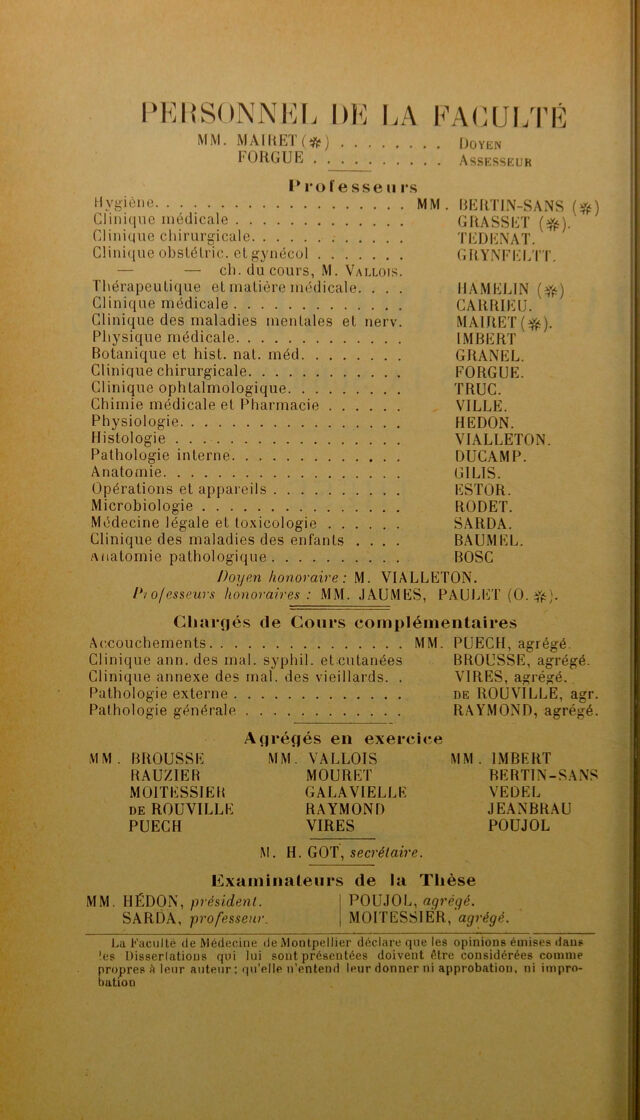 PERSONNEL DE LA FACULTÉ
MM. MAIRET (✻) ........ DOYEN
FORGUE .......... ASSESSEUR
Professeurs
Hygiène.................. MM. BERTIN-SANS (✻)
Clinique médicale............. GRASSET (✻).
Clinique chirurgicale............ TEDENAT.
Clinique obstétric. et gynécol....... GRYNFELTT.
— — ch. du cours, M. VALLOIS.
Thérapeutique et matière médicale.... HAMELIN (✻)
Clinique médicale............. CARRIEU.
Clinique des maladies mentales et nerv. MAIRET (✻).
Physique médicale............. IMBERT
Botanique et hist. nat. méd........ GRANEL.
Clinique chirurgicale............ FORGUE.
Clinique ophtalmologique......... TRUC.
Chimie médicale et Pharmacie...... VILLE.
Physiologie................. HEDON.
Histologie................. VIALLETON.
Pathologie interne............. DUCAMP.
Anatomie.................. GILIS.
Opérations et appareils.......... ESTOR.
Microbiologie............... RODET.
Médecine légale et toxicologie...... SARDA.
Clinique des maladies des enfants.... BAUMEL.
Anatomie pathologique.......... BOSC
Doyen honoraire : M. VIALLETON.
Professeurs honoraires : MM. JAUMES, PAULET (O. ✻).
Chargés de Cours complémentaires
Accouchements.............. MM. PUECH, agrégé.
Clinique ann. des mal. syphil. et cutanées BROUSSE, agrégé.
Clinique annexe des mal. des vieillards.. VIRES, agrégé.
Pathologie externe............. DE ROUVILLE, agr.
Pathologie générale............ RAYMOND, agrégé.
Agrégés en exercice
MM. BROUSSE MM. VALLOIS MM. IMBERT
RAUZIER MOURET BERTIN-SANS
MOITESSIER GALAVIELLE VEDEL
DE ROUVILLE RAYMOND JEANBRAU
PUECH VIRES POUJOL
M. H. GOT, secrétaire.
Examinateurs de la Thèse
MM. HÉDON, président. | POUJOL, agrégé.
SARDA, professeur. | MOITESSIER, agrégé.
La Faculté de Médecine de Montpellier déclare que les opinions émises dans
les Dissertations qui lui sont présentées doivent être considérées comme
propres à leur auteur ; qu'elle n'entend leur donner ni approbation, ni impro-
bation